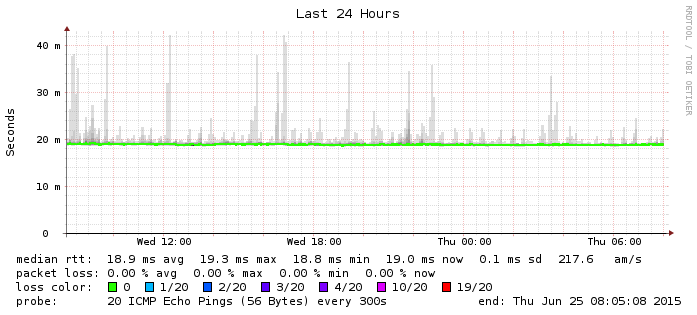 Last 24 Hours
RRDTOOL / TOBI OETIKER
Seconds
40 m
30 m
20 m
10 m
0
Wed 12:00 Wed 18:00 Thu 00:00 Thu 06:00
median rtt: 18.9 ms avg 19.3 ms max 18.8 ms min 19.0 ms now 0.1 ms sd 217.6 am/s
packet loss: 0.00 % avg 0.00 % max 0.00 % min 0.00 % now
loss color: 0 1/20 2/20 3/20 4/20 10/20 19/20
probe: 20 ICMP Echo Pings (56 Bytes) every 300s end: Thu Jun 25 08:05:08 2015